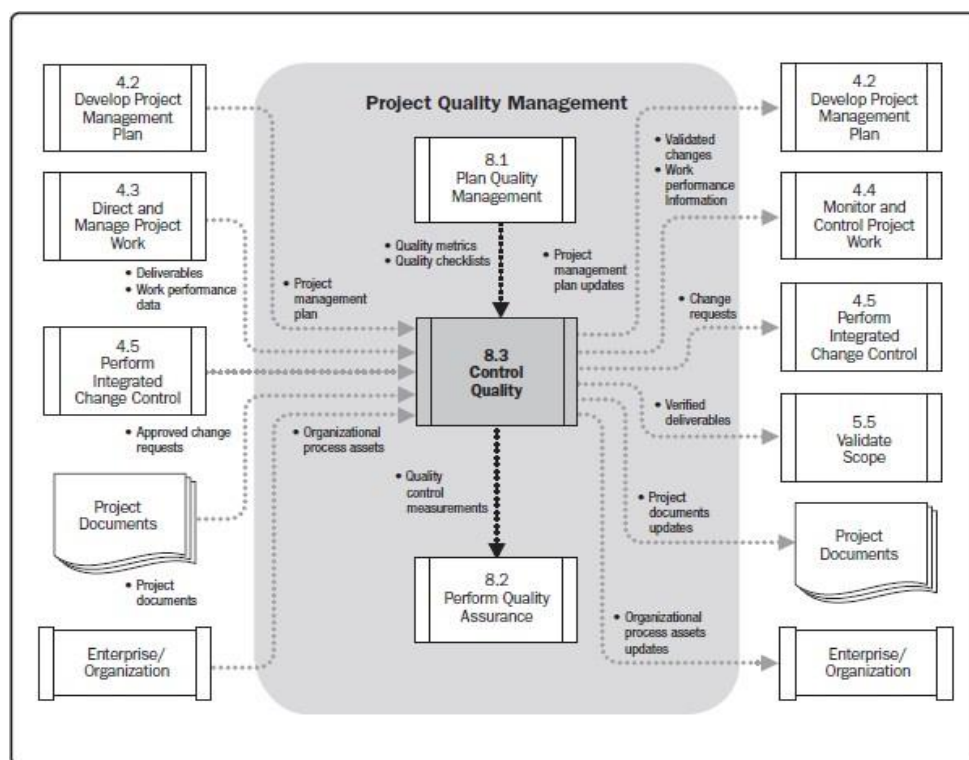 4.2
Develop Project
Management
Plan
4.3
Direct and
Manage Project
Work
• Deliverables
• Work performance
data
4.5
Perform
Integrated
Change Control
• Approved change
requests
Project
Documents
• Project
documents
Enterprise/
Organization
Project Quality Management
8.1
Plan Quality
Management
• Quality metrics
• Quality checklists
• Project
management
plan
• Organizational
process assets
8.3
Control
Quality
• Quality
control
measurements
8.2
Perform Quality
Assurance
• Validated
changes
• Work
performance
Information
• Project
management
plan updates
• Change
requests
• Verified
deliverables
• Project
documents
updates
• Organizational
process assets
updates
4.2
Develop Project
Management
Plan
4.4
Monitor and
Control Project
Work
4.5
Perform
Integrated
Change Control
5.5
Validate
Scope
Project
Documents
Enterprise/
Organization